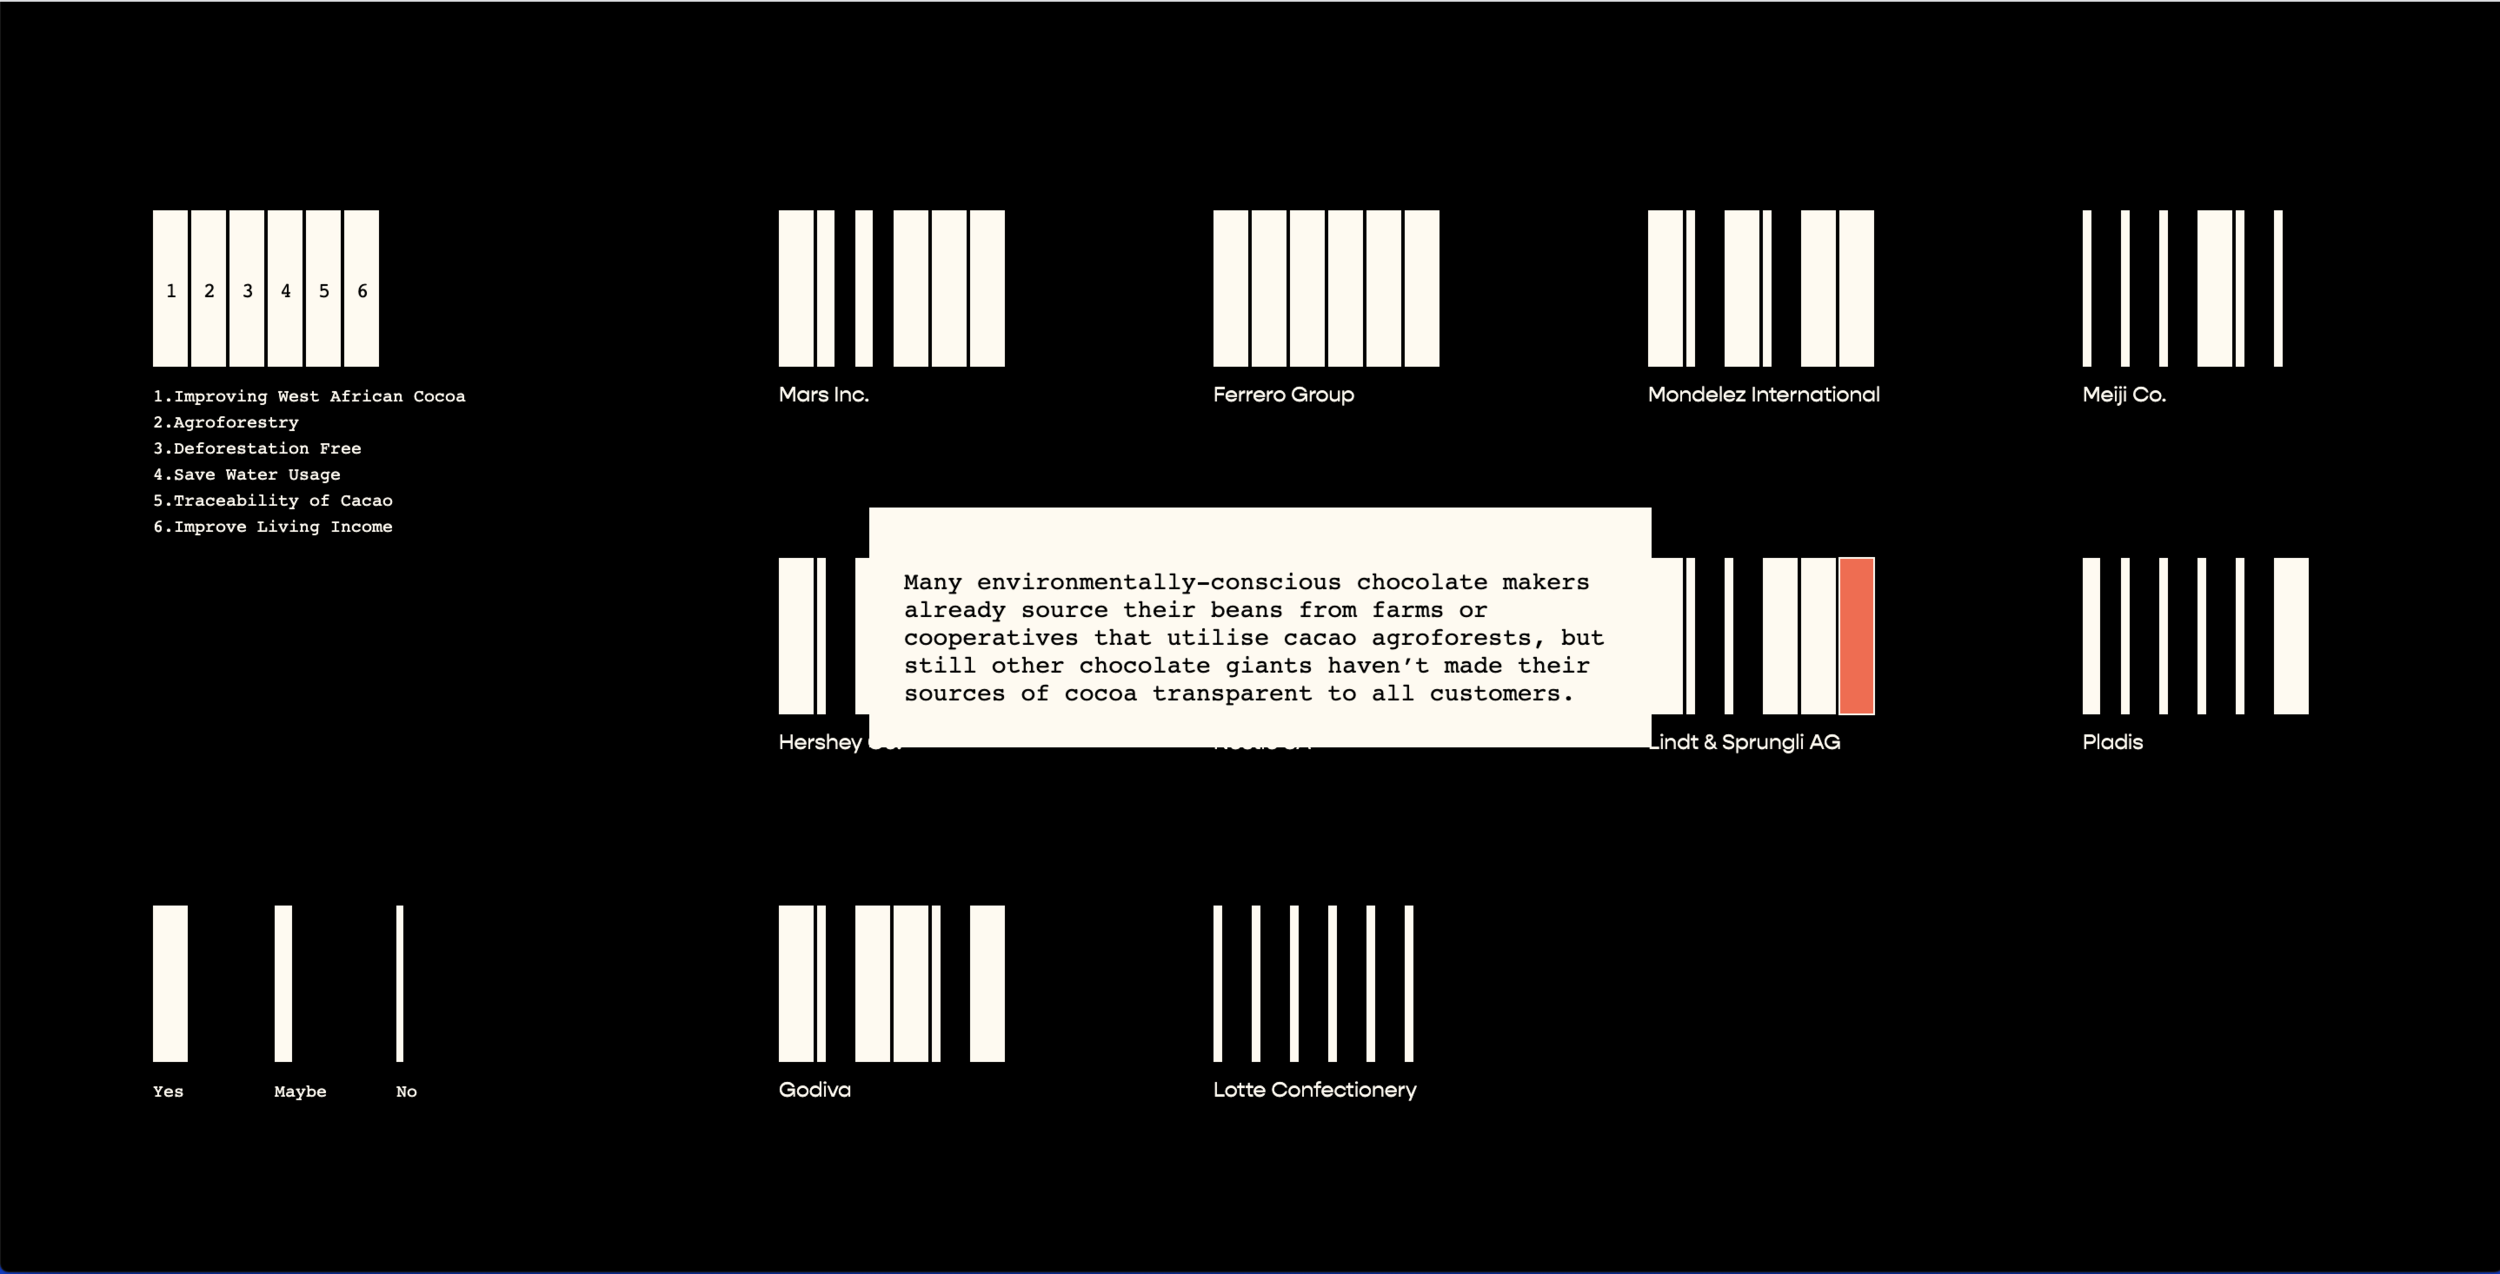 1 2 3 4 5 6
1.Improving West African Cocoa
2.Agroforestry
3.Deforestation Free
4.Save Water Usage
5.Traceability of Cacao
6.Improve Living Income
Mars Inc.
Ferrero Group
Mondelez International
Meiji Co.
Many environmentally-conscious chocolate makers
already source their beans from farms or
cooperatives that utilise cacao agroforests, but
still other chocolate giants haven’t made their
sources of cocoa transparent to all customers.
Hershey
Lindt & Sprungli AG
Pladis
Yes
Maybe
No
Godiva
Lotte Confectionery